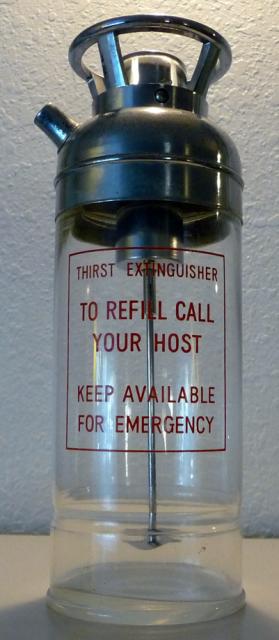 THIRST EXTINGUISHER
TO REFILL CALL
YOUR HOST
KEEP AVAILABLE
FOR EMERGENCY